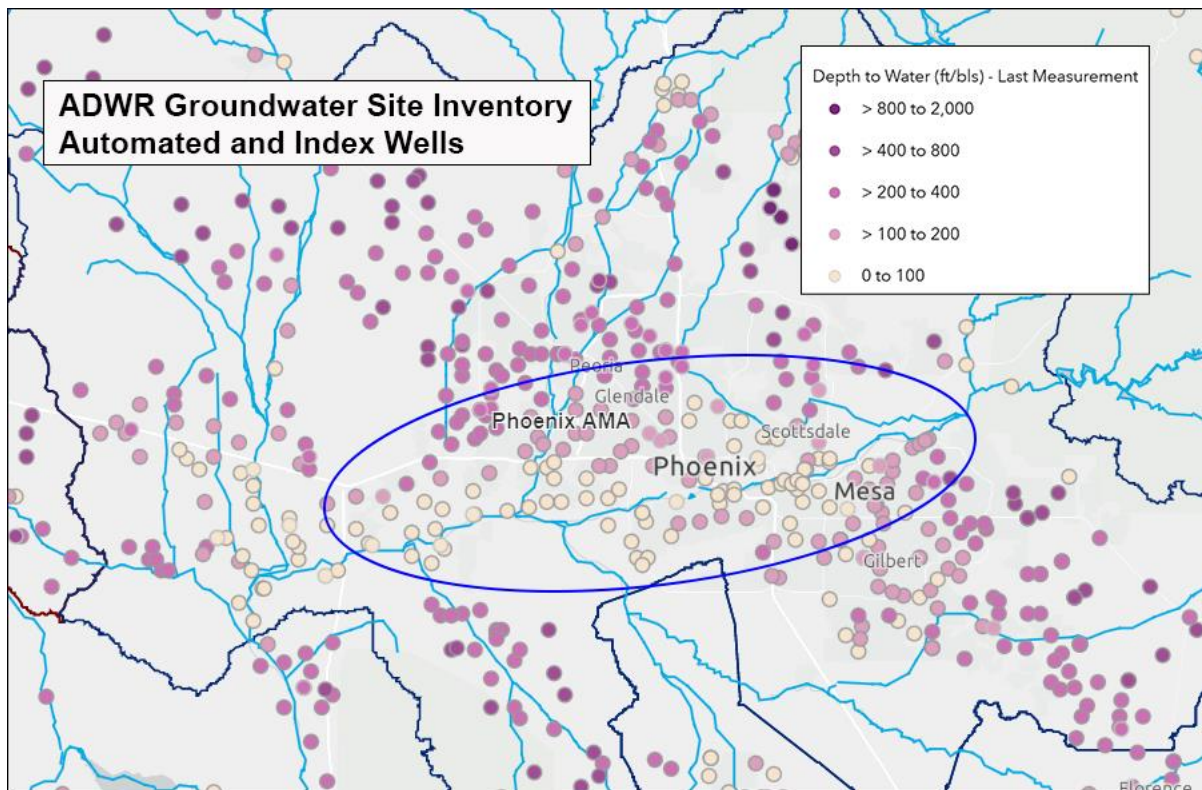 ADWR Groundwater Site Inventory
Automated and Index Wells
Depth to Water (ft/bls) - Last Measurement
> 800 to 2,000
> 400 to 800
> 200 to 400
> 100 to 200
0 to 100
Peoria
Glendale
Phoenix AMA
Scottsdale
Phoenix
Mesa
Gilbert
Florence